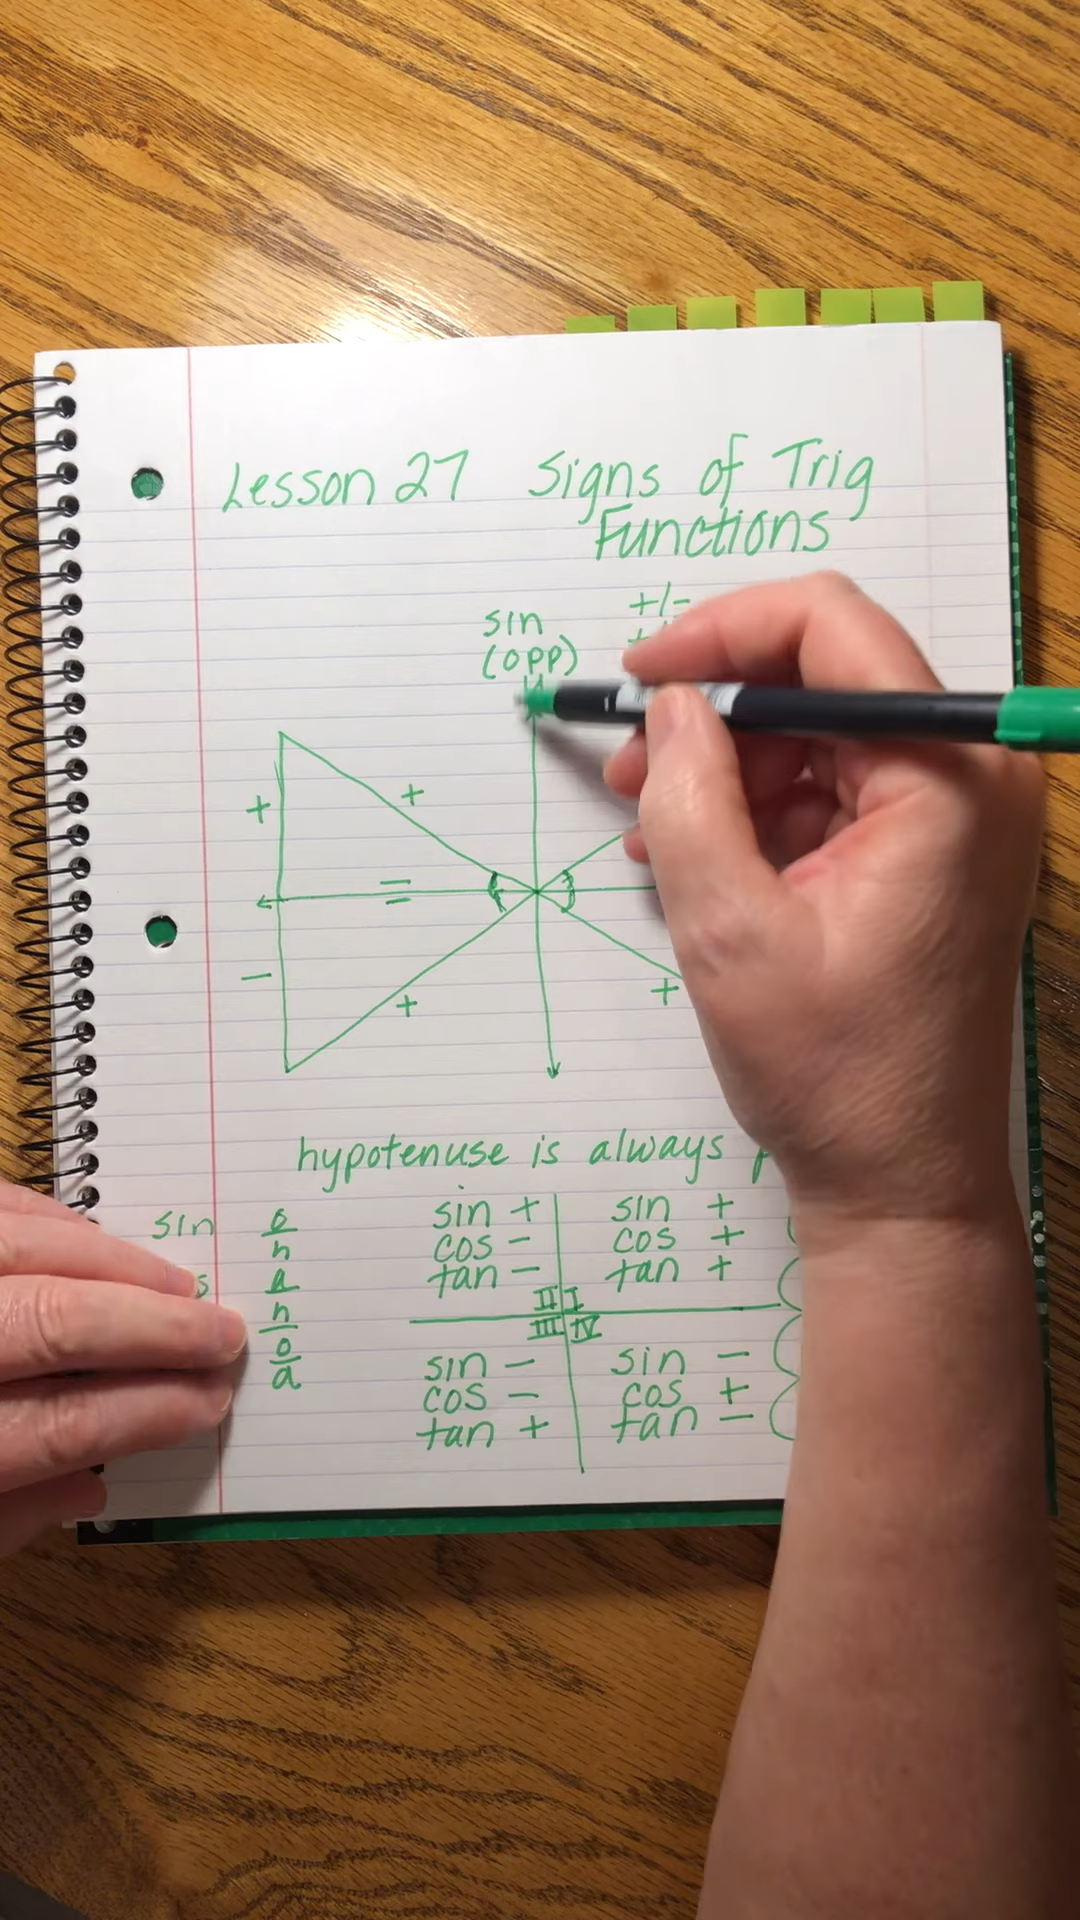 Lesson 27 Signs of Trig
Functions
sin +/-
(opp)
+
+
=
-
+
+
hypotenuse is always
sin o/h
a/h
o/a
sin + sin +
cos - cos +
tan - tan +
II I
III IV
sin - sin -
cos - cos +
tan + tan -